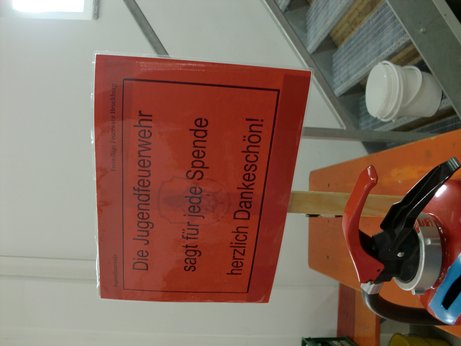 Die Jugendfeuerwehr
sagt für jede Spende
herzlich Dankeschön!